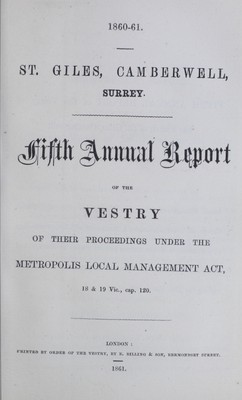 1860-61.
ST. GILES, CAMBERWELL,
SURREY.
Fifth Annual Report
OF THE
VESTRY
OF THEIR PROCEEDINGS UNDER THE
METROPOLIS LOCAL MANAGEMENT ACT,
18 & 19 Vic., cap. 120.
LONDON:
PRINTED BY ORDER OF THE VESTRY, BY E. BILLING & SON, BERMONDSEY STREET.
1861.